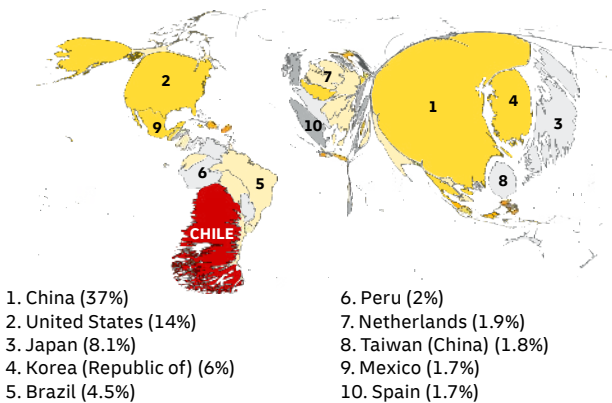 2
7
1
4
3
9
10
6
5
8
CHILE
1. China (37%)
2. United States (14%)
3. Japan (8.1%)
4. Korea (Republic of) (6%)
5. Brazil (4.5%)
6. Peru (2%)
7. Netherlands (1.9%)
8. Taiwan (China) (1.8%)
9. Mexico (1.7%)
10. Spain (1.7%)